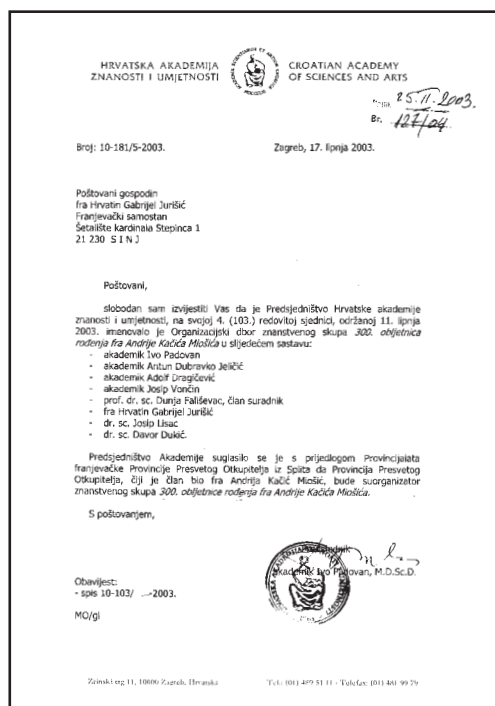 HRVATSKA AKADEMIJA
ZNANOSTI I UMJETNOSTI
CROATIAN ACADEMY
OF SCIENCES AND ARTS
25.11.2003.
Br. 127/04
Broj: 10-181/5-2003.
Zagreb, 17. lipnja 2003.
Poštovani gospodin
fra Hrvatin Gabrijel Jurišić
Franjevački samostan
Šetalište kardinala Stepinca 1
21 230 S I N J
Poštovani,
slobodan sam izvijestiti Vas da je Predsjedništvo Hrvatske akademije
znanosti i umjetnosti, na svojoj 4. (103.) redovitoj sjednici, održanoj 11. lipnja
2003. imenovalo je Organizacijski odbor znanstvenog skupa 300. obljetnica
rođenja fra Andrije Kačića Miošića u slijedećem sastavu:
- akademik Ivo Padovan
- akademik Antun Dubravko Jelčić
- akademik Adolf Dragičević
- akademik Josip Vončin
- prof. dr. sc. Dunja Fališevac, član suradnik
- fra Hrvatin Gabrijel Jurišić
- dr. sc. Josip Lisac
- dr. sc. Davor Dukić.
Predsjedništvo Akademije suglasilo se je s prijedlogom Provincijalata
franjevačke Provincije Presvetog Otkupitelja iz Splita da Provincija Presvetog
Otkupitelja, čiji je član bio fra Andrija Kačić Miošić, bude suorganizator
znanstvenog skupa 300. obljetnice rođenja fra Andrije Kačića Miošića.
S poštovanjem,
akademik Ivo Padovan, M.D.Sc.D.
Obavijest:
- spis 10-103/ -2003.
MO/gi
Zrinski trg 11, 10000 Zagreb, Hrvatska